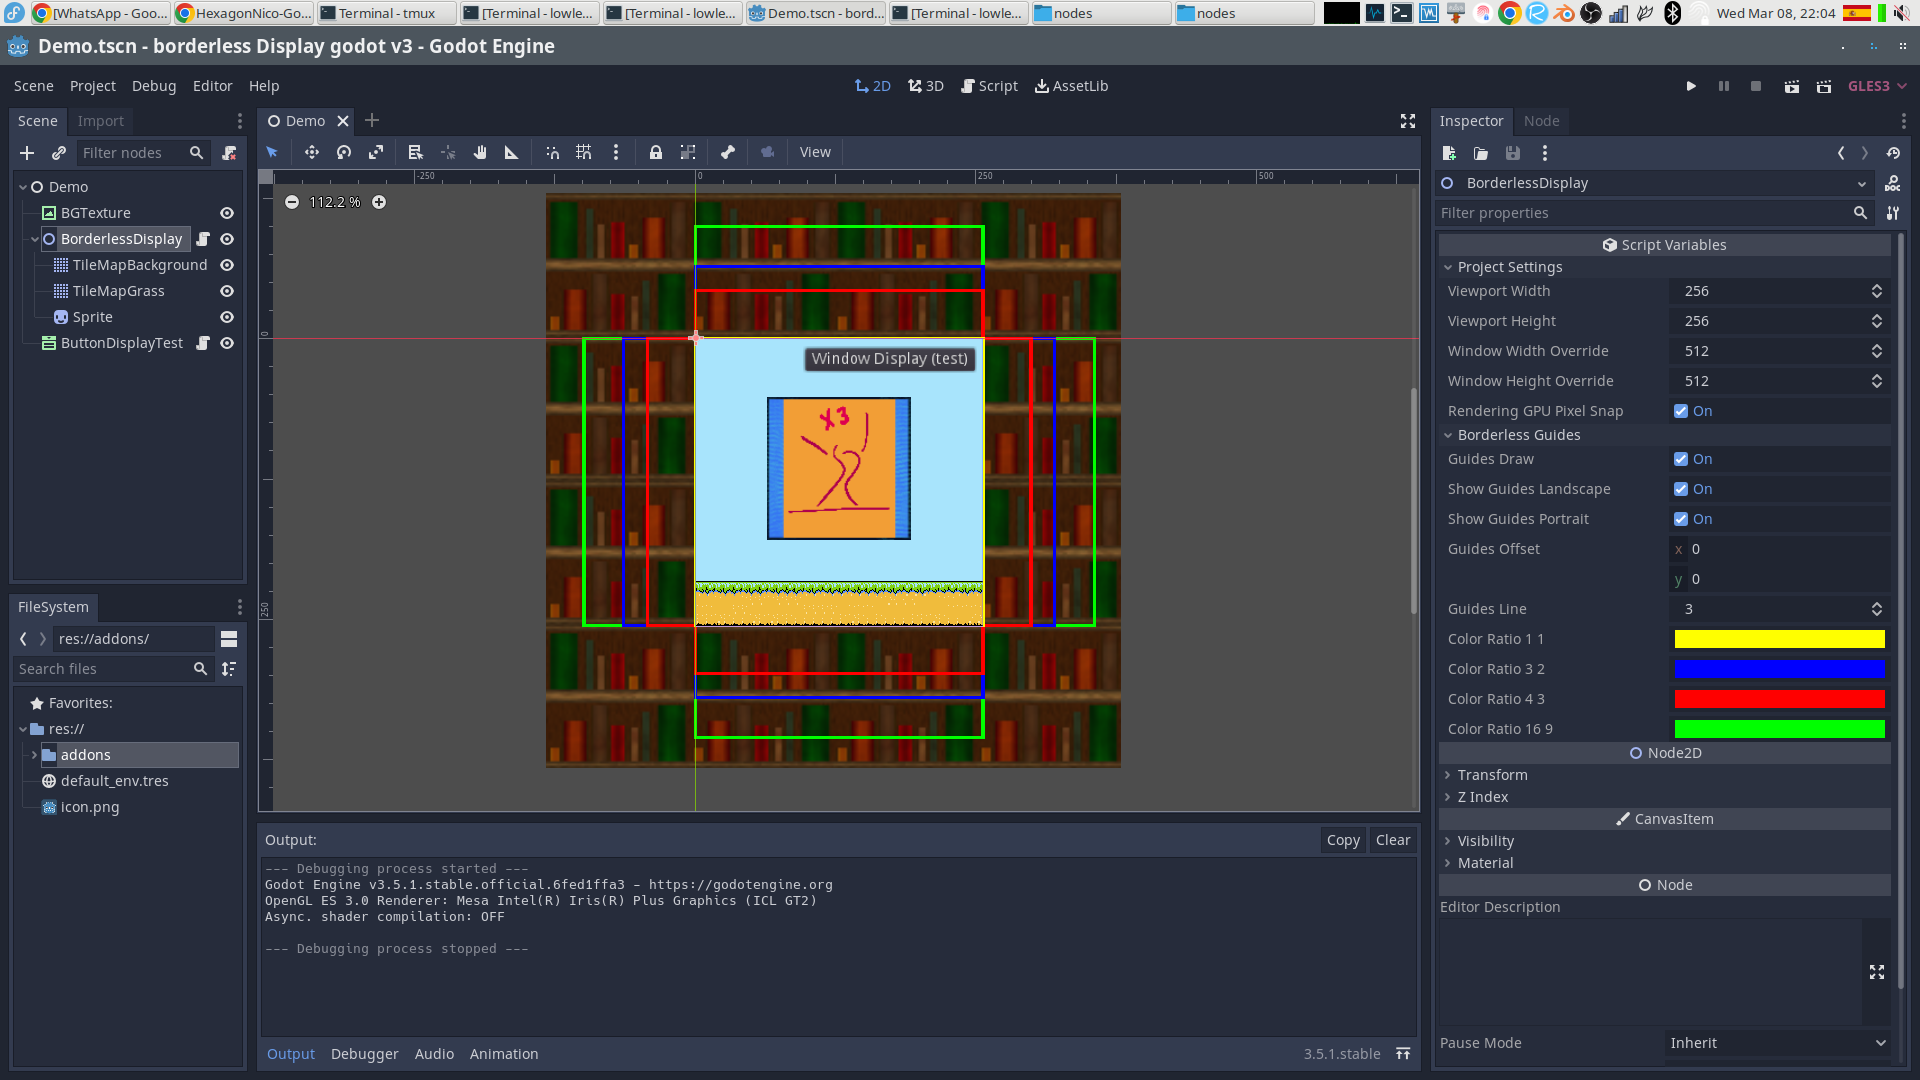 [WhatsApp - Goo... HexagonNico-Go... Terminal - tmux [Terminal - lowle... [Terminal - lowle... Demo.tscn - bord... [Terminal - lowle... nodes nodes Wed Mar 08, 22:04
Demo.tscn - borderless Display godot v3 - Godot Engine
Scene Project Debug Editor Help 2D 3D Script AssetLib GLES3
Scene Import
Filter nodes
Demo
BGTexture
BorderlessDisplay
TileMapBackground
TileMapGrass
Sprite
ButtonDisplayTest
FileSystem
res://addons/
Search files
Favorites:
res://
addons
default_env.tres
icon.png
Demo
View
-250 0 250 500
112.2 %
0
250
Window Display (test)
x3
Output: Copy Clear
--- Debugging process started ---
Godot Engine v3.5.1.stable.official.6fed1ffa3 - https://godotengine.org
OpenGL ES 3.0 Renderer: Mesa Intel(R) Iris(R) Plus Graphics (ICL GT2)
Async. shader compilation: OFF
--- Debugging process stopped ---
Output Debugger Audio Animation 3.5.1.stable
Inspector Node
BorderlessDisplay
Filter properties
Script Variables
Project Settings
Viewport Width 256
Viewport Height 256
Window Width Override 512
Window Height Override 512
Rendering GPU Pixel Snap On
Borderless Guides
Guides Draw On
Show Guides Landscape On
Show Guides Portrait On
Guides Offset x 0
y 0
Guides Line 3
Color Ratio 1 1
Color Ratio 3 2
Color Ratio 4 3
Color Ratio 16 9
Node2D
Transform
Z Index
CanvasItem
Visibility
Material
Node
Editor Description
Pause Mode Inherit